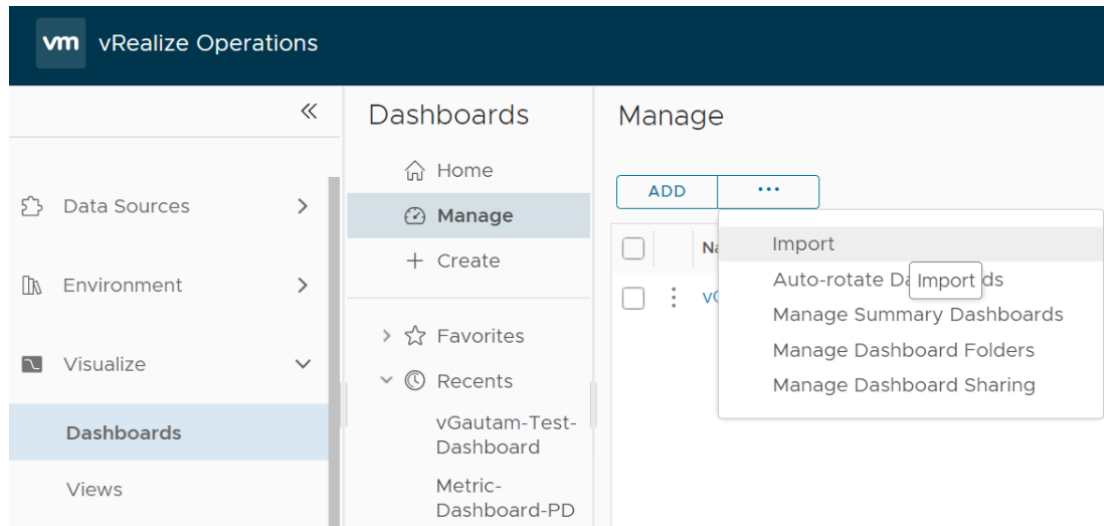 vm vRealize Operations
Data Sources
Environment
Visualize
Dashboards
Views
Dashboards
Home
Manage
Create
Favorites
Recents
vGautam-Test-
Dashboard
Metric-
Dashboard-PD
Manage
ADD
Import
Auto-rotate Da ds
Import
Manage Summary Dashboards
Manage Dashboard Folders
Manage Dashboard Sharing